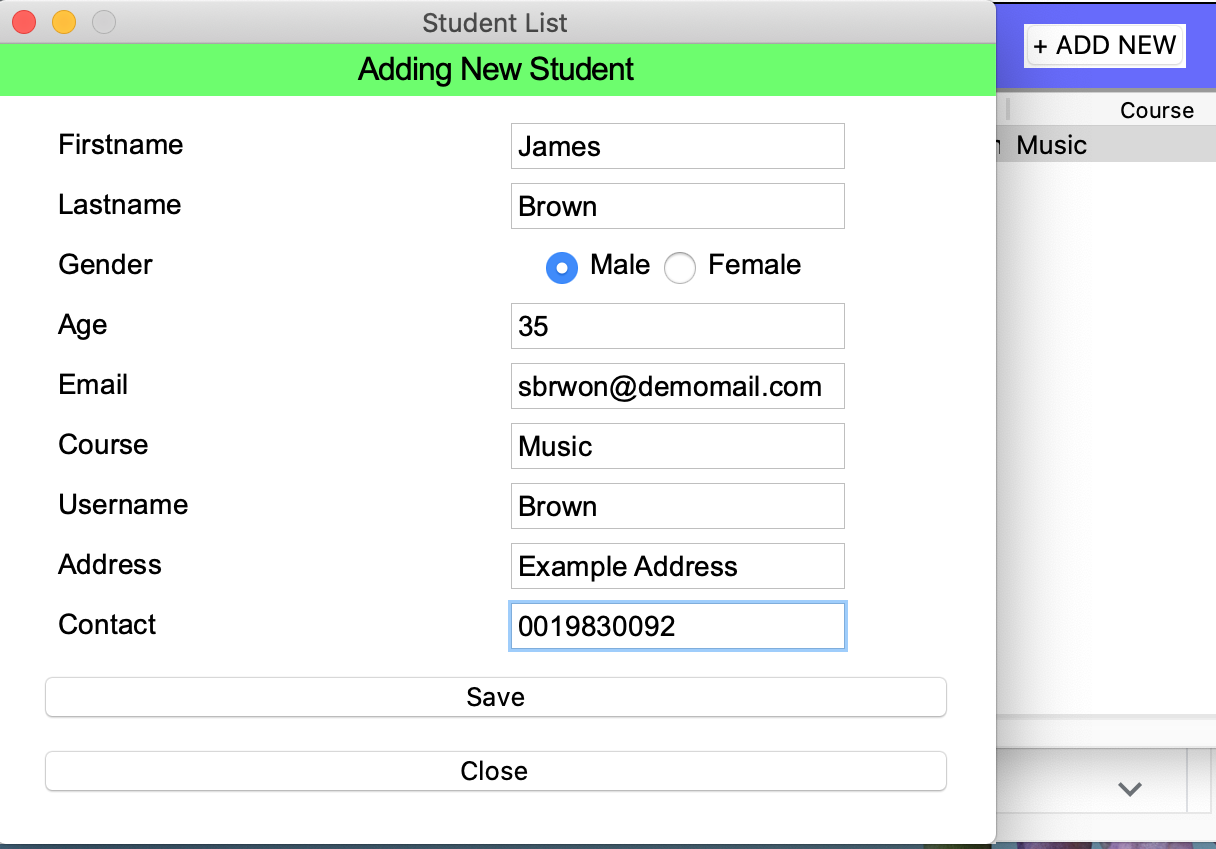 Student List
Adding New Student
+ ADD NEW
Course
Music
Firstname James
Lastname Brown
Gender Male Female
Age 35
Email sbrwon@demomail.com
Course Music
Username Brown
Address Example Address
Contact 0019830092
Save
Close